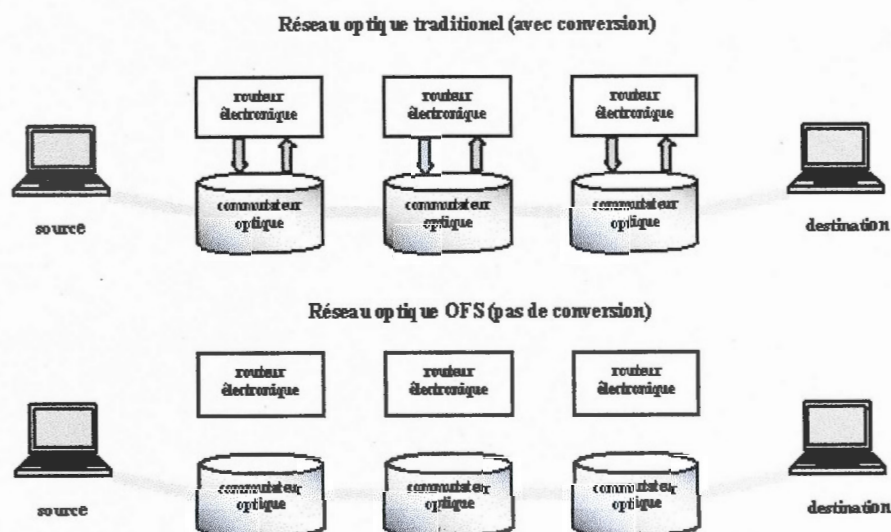 Réseau optique traditionel (avec conversion)
routeur
électronique
routeur
électronique
routeur
électronique
commutateur
optique
commutateur
optique
commutateur
optique
source
destination
Réseau optique OFS (pas de conversion)
routeur
électronique
routeur
électronique
routeur
électronique
commutateur
optique
commutateur
optique
commutateur
optique
source
destination